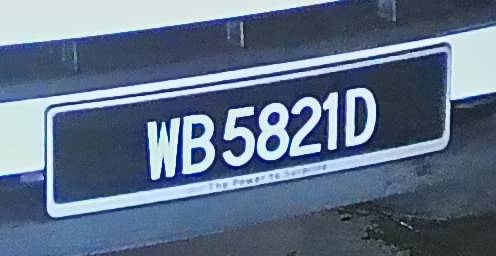 WB5821D
The Power to Surprise